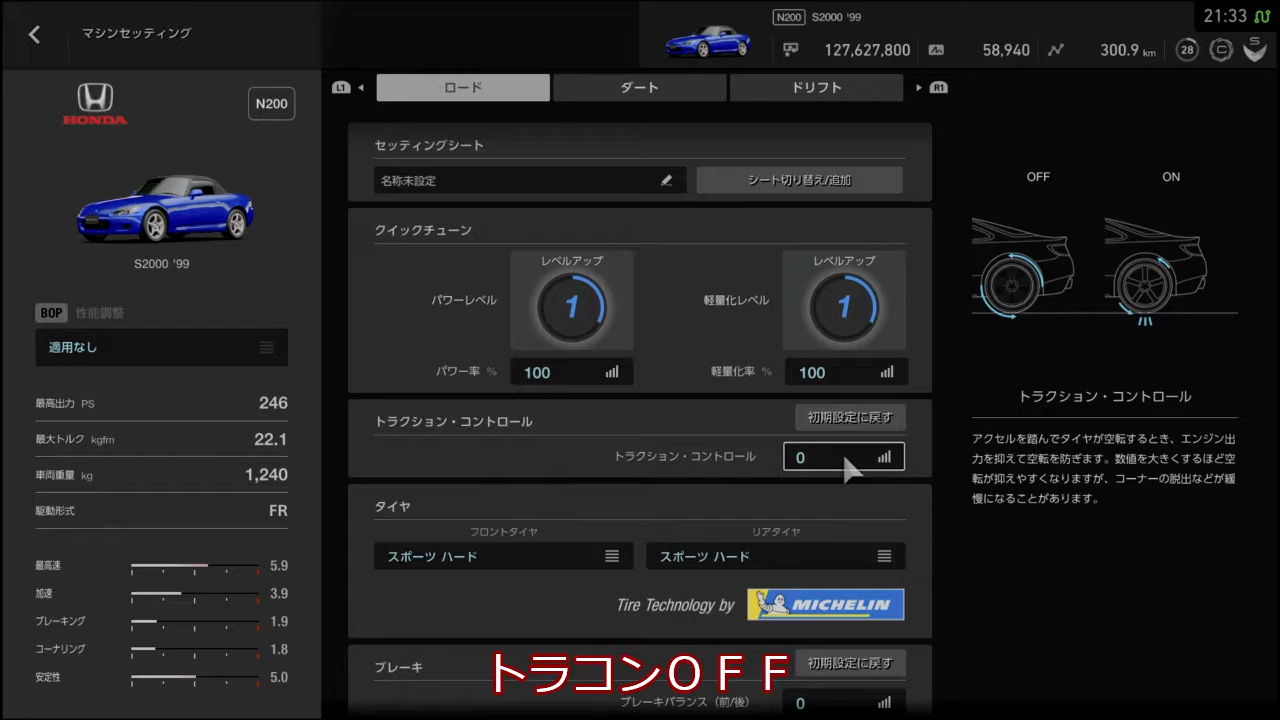 マシンセッティング
N200 S2000 '99
21:33
127,627,800 58,940 300.9 km 28 C S
HONDA
N200
S2000 '99
BOP 性能調整
適用なし
最高出力 PS 246
最大トルク kgfm 22.1
車両重量 kg 1,240
駆動形式 FR
最高速 5.9
加速 3.9
ブレーキング 1.9
コーナリング 1.8
安定性 5.0
L1 ロード ダート ドリフト R1
セッティングシート
名称未設定 シート切り替え/追加
クイックチューン
レベルアップ レベルアップ
パワーレベル 1 軽量化レベル 1
パワー率 % 100 軽量化率 % 100
トラクション・コントロール 初期設定に戻す
トラクション・コントロール 0
タイヤ
フロントタイヤ リアタイヤ
スポーツ ハード スポーツ ハード
Tire Technology by MICHELIN
ブレーキ 初期設定に戻す
ブレーキバランス（前/後） 0
トラコンＯＦＦ
OFF ON
トラクション・コントロール
アクセルを踏んでタイヤが空転するとき、エンジン出
力を抑えて空転を防ぎます。数値を大きくするほど空
転が抑えやすくなりますが、コーナーの脱出などが緩
慢になることがあります。